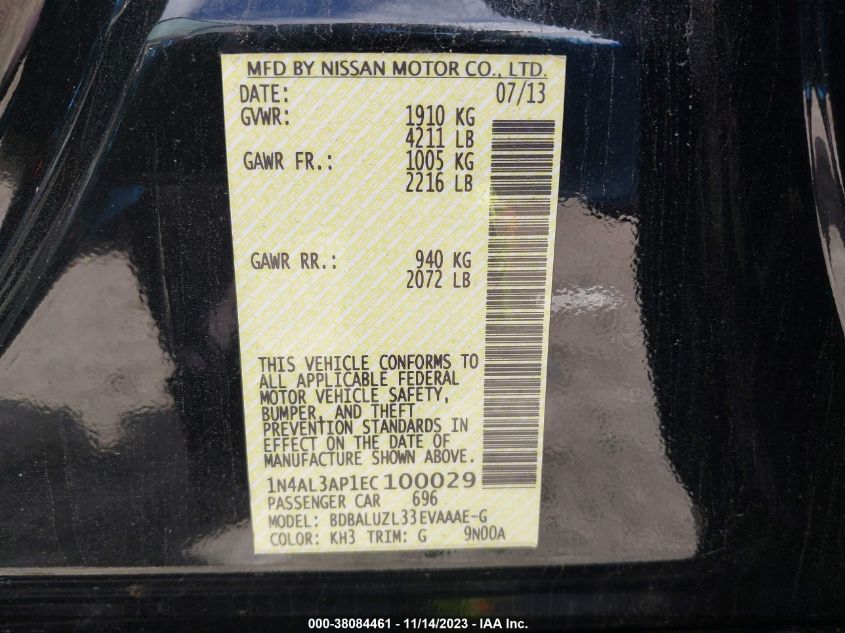 MFD BY NISSAN MOTOR CO., LTD.
DATE: 07/13
GVWR: 1910 KG
4211 LB
GAWR FR.: 1005 KG
2216 LB
GAWR RR.: 940 KG
2072 LB
THIS VEHICLE CONFORMS TO
ALL APPLICABLE FEDERAL
MOTOR VEHICLE SAFETY,
BUMPER, AND THEFT
PREVENTION STANDARDS IN
EFFECT ON THE DATE OF
MANUFACTURE SHOWN ABOVE.
1N4AL3AP1EC100029
PASSENGER CAR 696
MODEL: BDBALUZL33EVAAAE-G
COLOR: KH3 TRIM: G 9N00A
000-38084461 - 11/14/2023 - IAA Inc.